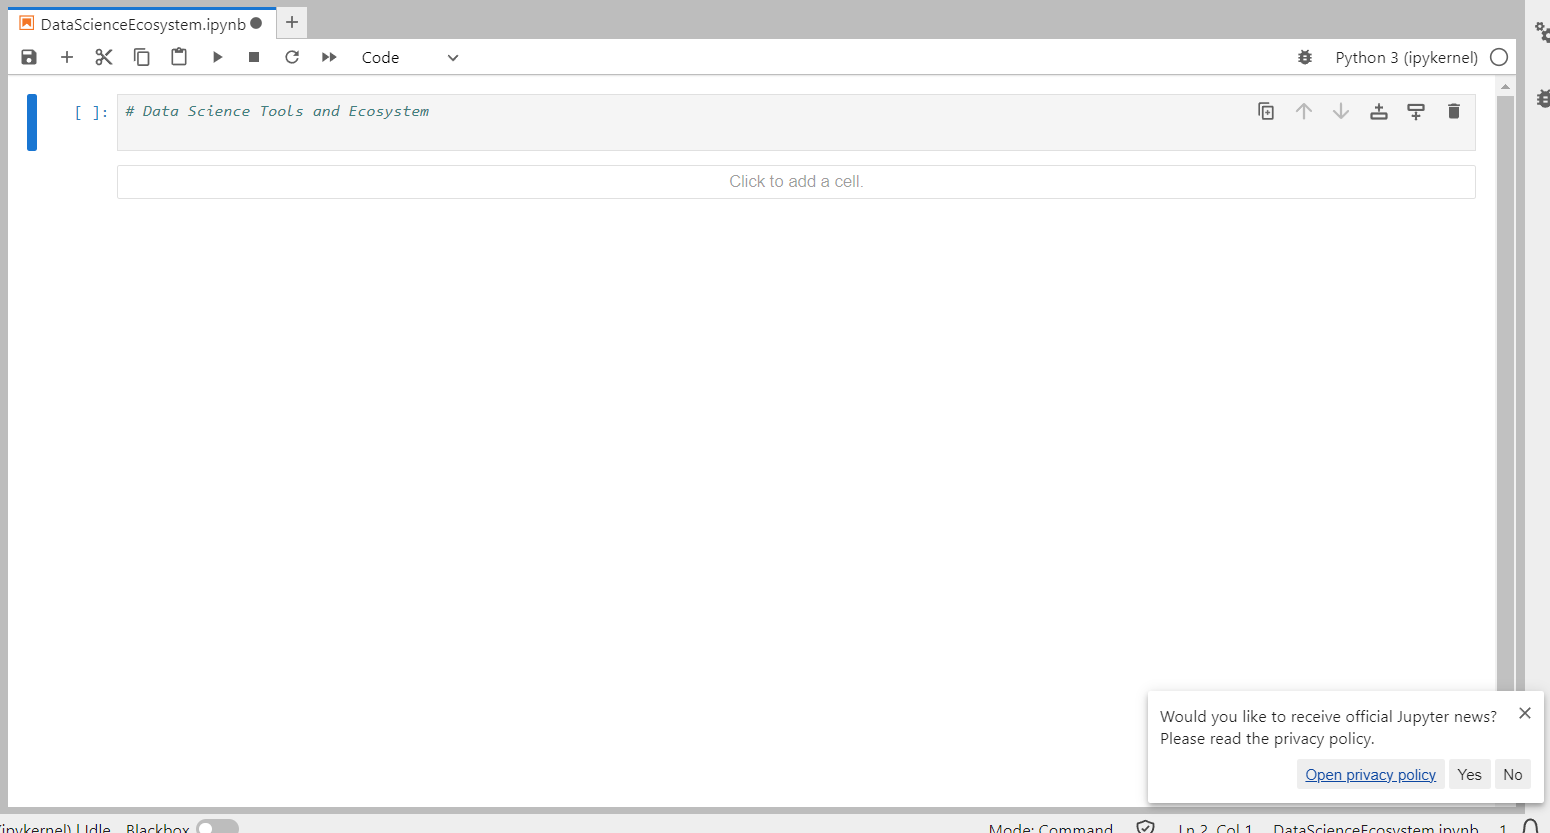 DataScienceEcosystem.ipynb
Code
Python 3 (ipykernel)
[ ]: # Data Science Tools and Ecosystem
Click to add a cell.
Would you like to receive official Jupyter news?
Please read the privacy policy.
Open privacy policy Yes No
(ipykernel) | Idle Blackbox Mode: Command Ln 2, Col 1 DataScienceEcosystem.ipynb 1